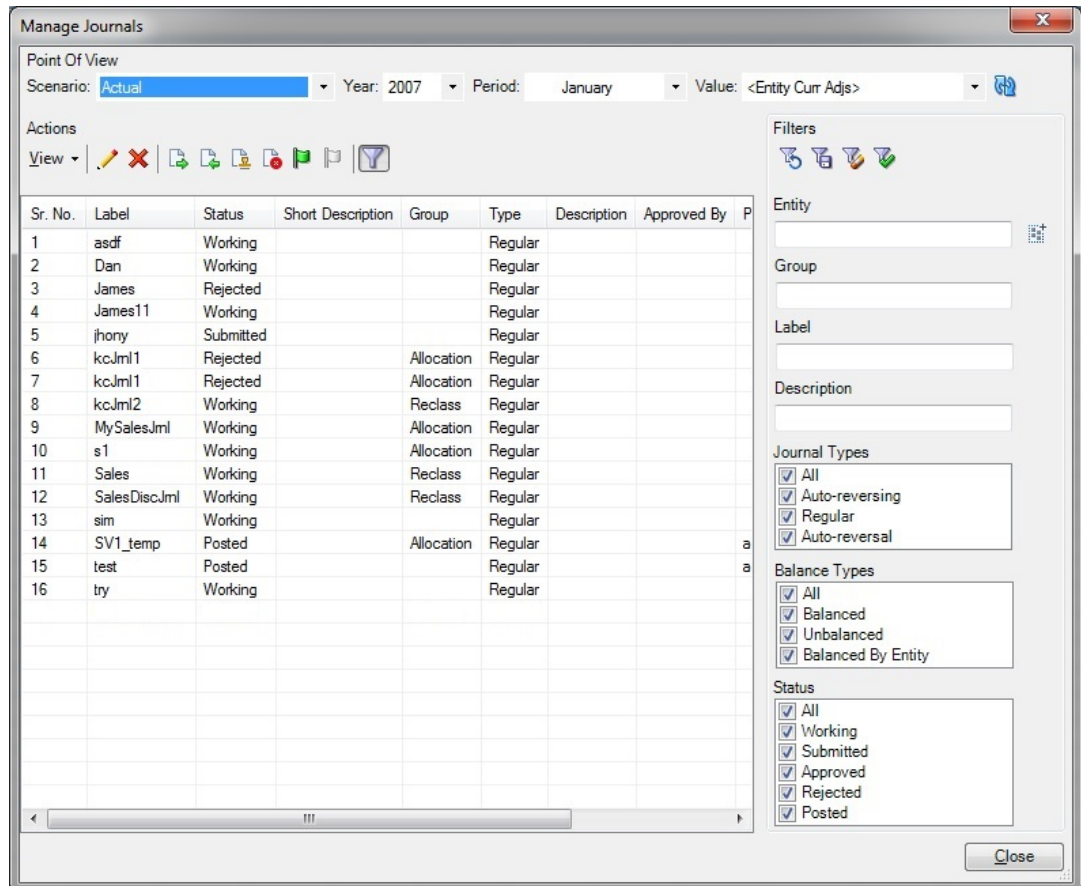 Manage Journals
Point Of View
Scenario: Actual Year: 2007 Period: January Value: <Entity Curr Adjs>
Actions
View
Sr. No. Label Status Short Description Group Type Description Approved By P
1 asdf Working Regular
2 Dan Working Regular
3 James Rejected Regular
4 James11 Working Regular
5 jhony Submitted Regular
6 kcJrnl1 Rejected Allocation Regular
7 kcJrnl1 Rejected Allocation Regular
8 kcJrnl2 Working Reclass Regular
9 MySalesJrnl Working Allocation Regular
10 s1 Working Allocation Regular
11 Sales Working Reclass Regular
12 SalesDiscJrnl Working Reclass Regular
13 sim Working Regular
14 SV1_temp Posted Allocation Regular a
15 test Posted Regular a
16 try Working Regular
Filters
Entity
Group
Label
Description
Journal Types
All
Auto-reversing
Regular
Auto-reversal
Balance Types
All
Balanced
Unbalanced
Balanced By Entity
Status
All
Working
Submitted
Approved
Rejected
Posted
Close